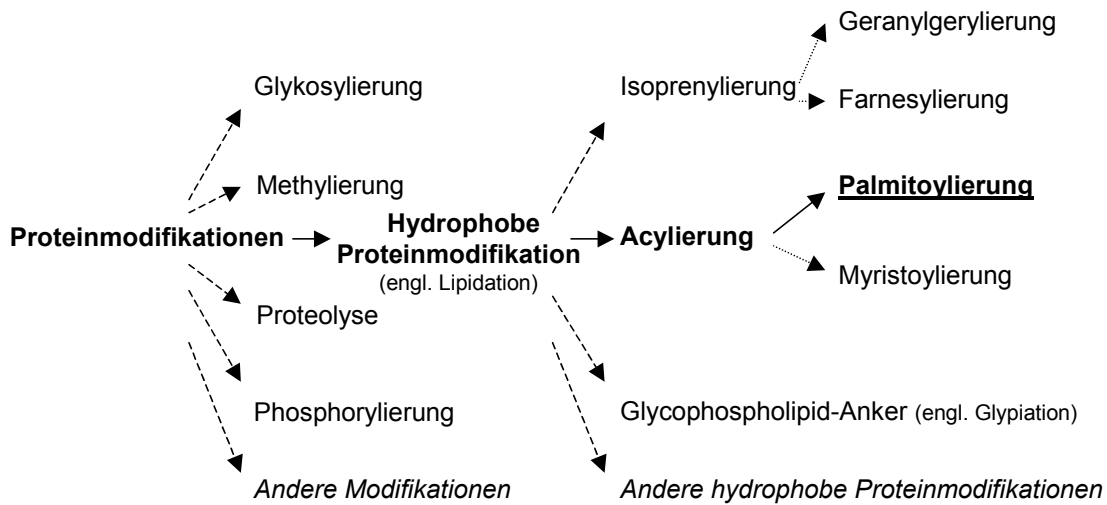 Geranylgerylierung
Glykosylierung
Isoprenylierung
Farnesylierung
Methylierung
Palmitoylierung
Proteinmodifikationen
Hydrophobe
Proteinmodifikation
(engl. Lipidation)
Acylierung
Myristoylierung
Proteolyse
Phosphorylierung
Glycophospholipid-Anker (engl. Glypiation)
Andere Modifikationen
Andere hydrophobe Proteinmodifikationen